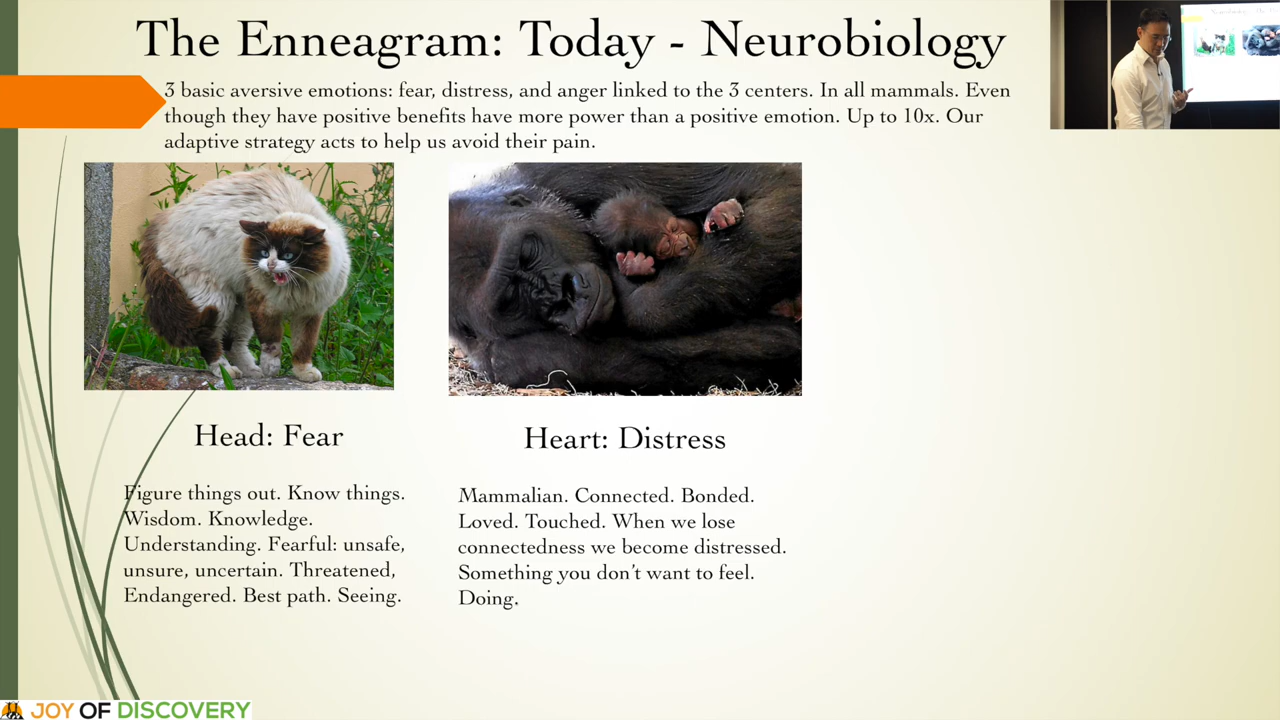 The Enneagram: Today - Neurobiology
3 basic aversive emotions: fear, distress, and anger linked to the 3 centers. In all mammals. Even
though they have positive benefits have more power than a positive emotion. Up to 10x. Our
adaptive strategy acts to help us avoid their pain.
Head: Fear
Figure things out. Know things.
Wisdom. Knowledge.
Understanding. Fearful: unsafe,
unsure, uncertain. Threatened,
Endangered. Best path. Seeing.
Heart: Distress
Mammalian. Connected. Bonded.
Loved. Touched. When we lose
connectedness we become distressed.
Something you don't want to feel.
Doing.
JOY OF DISCOVERY